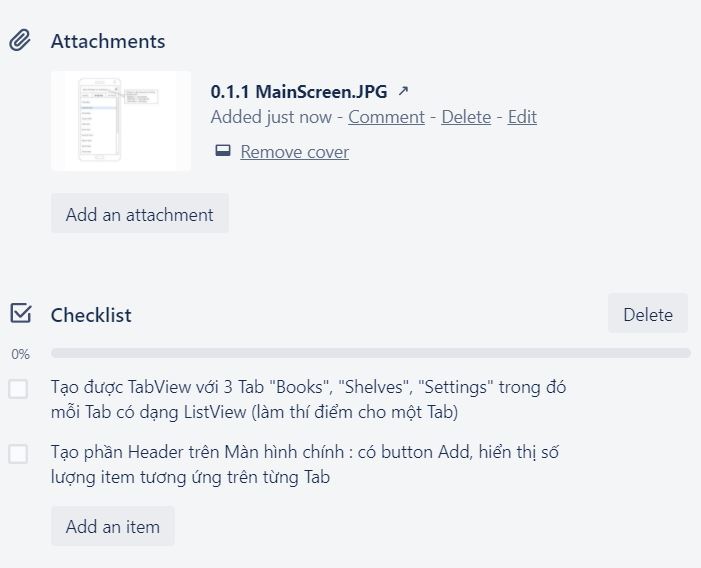 Attachments
0.1.1 MainScreen.JPG ↗
Added just now - Comment - Delete - Edit
Remove cover
Add an attachment
Checklist
Delete
0%
Tạo được TabView với 3 Tab "Books", "Shelves", "Settings" trong đó
mỗi Tab có dạng ListView (làm thí điểm cho một Tab)
Tạo phần Header trên Màn hình chính : có button Add, hiển thị số
lượng item tương ứng trên từng Tab
Add an item